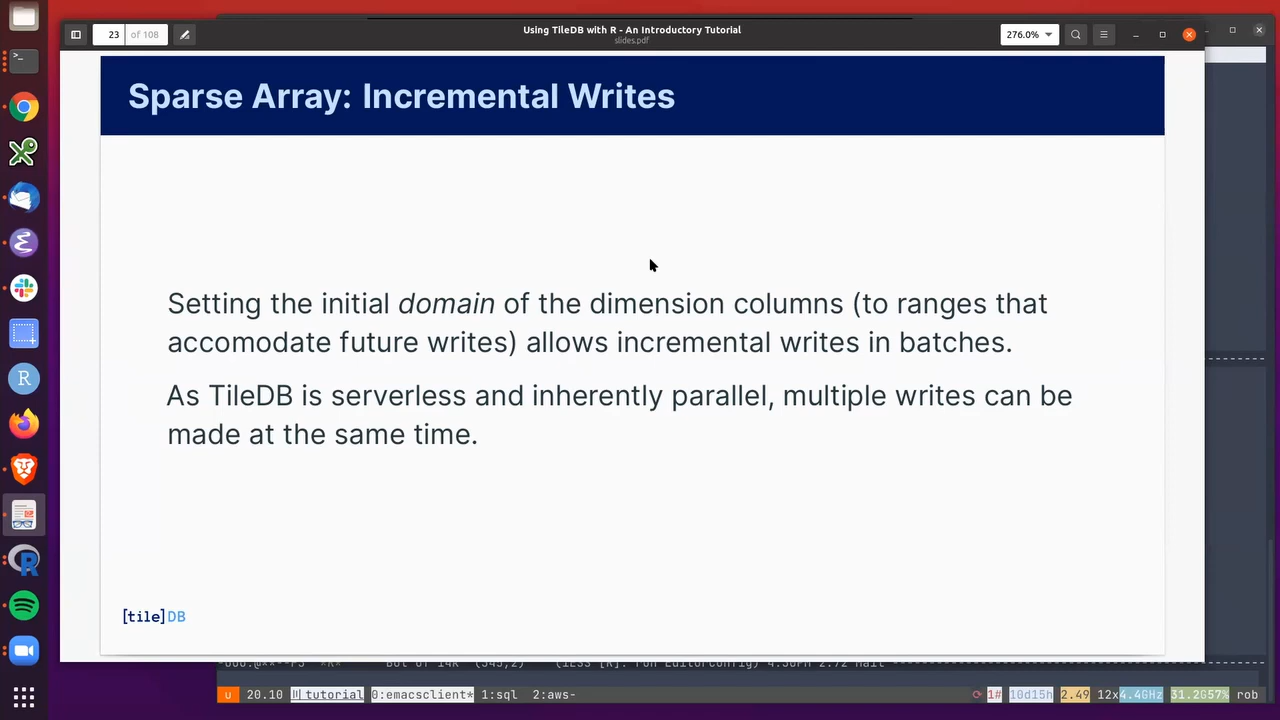 Using TileDB with R - An Introductory Tutorial
slides.pdf
23 of 108
276.0%
Sparse Array: Incremental Writes
Setting the initial domain of the dimension columns (to ranges that
accomodate future writes) allows incremental writes in batches.
As TileDB is serverless and inherently parallel, multiple writes can be
made at the same time.
[tile]DB
u 20.10 tutorial 0:emacsclient* 1:sql 2:aws- 1# 10d15h 2.49 12x4.4GHz 31.2G57% rob